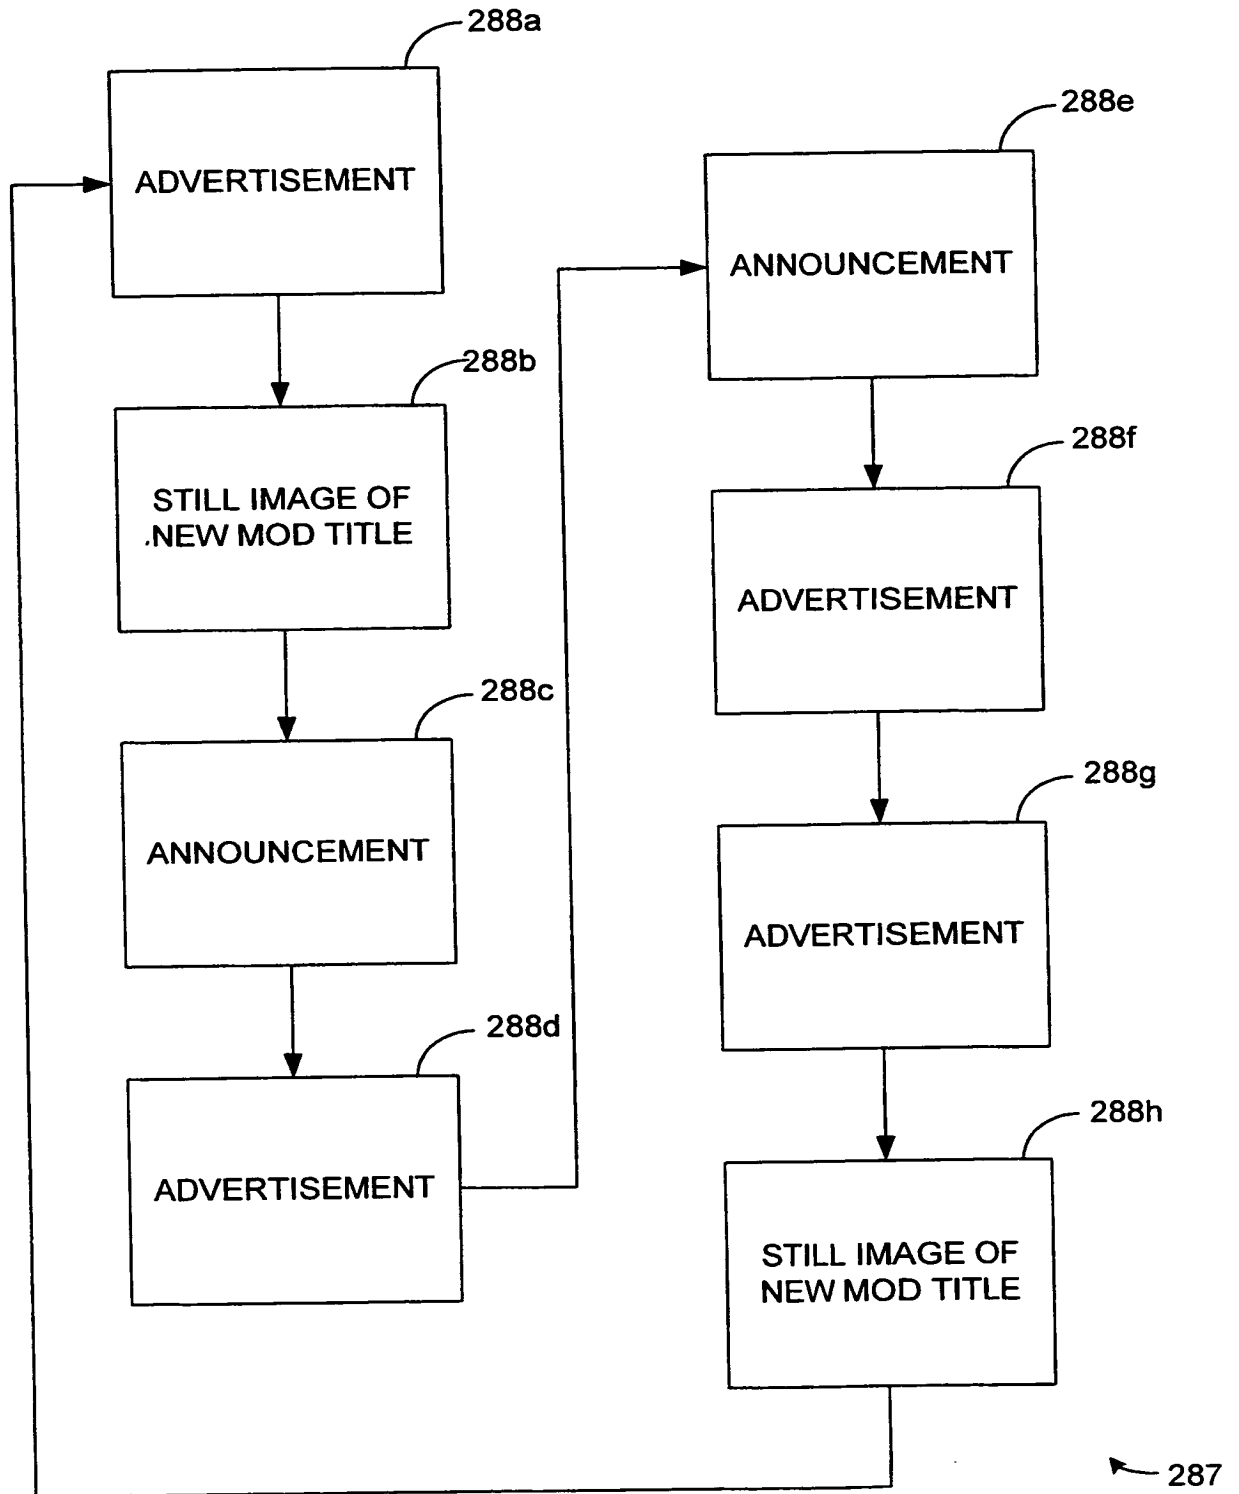 288a
ADVERTISEMENT
288b
STILL IMAGE OF
NEW MOD TITLE
288c
ANNOUNCEMENT
288d
ADVERTISEMENT
288e
ANNOUNCEMENT
288f
ADVERTISEMENT
288g
ADVERTISEMENT
288h
STILL IMAGE OF
NEW MOD TITLE
287